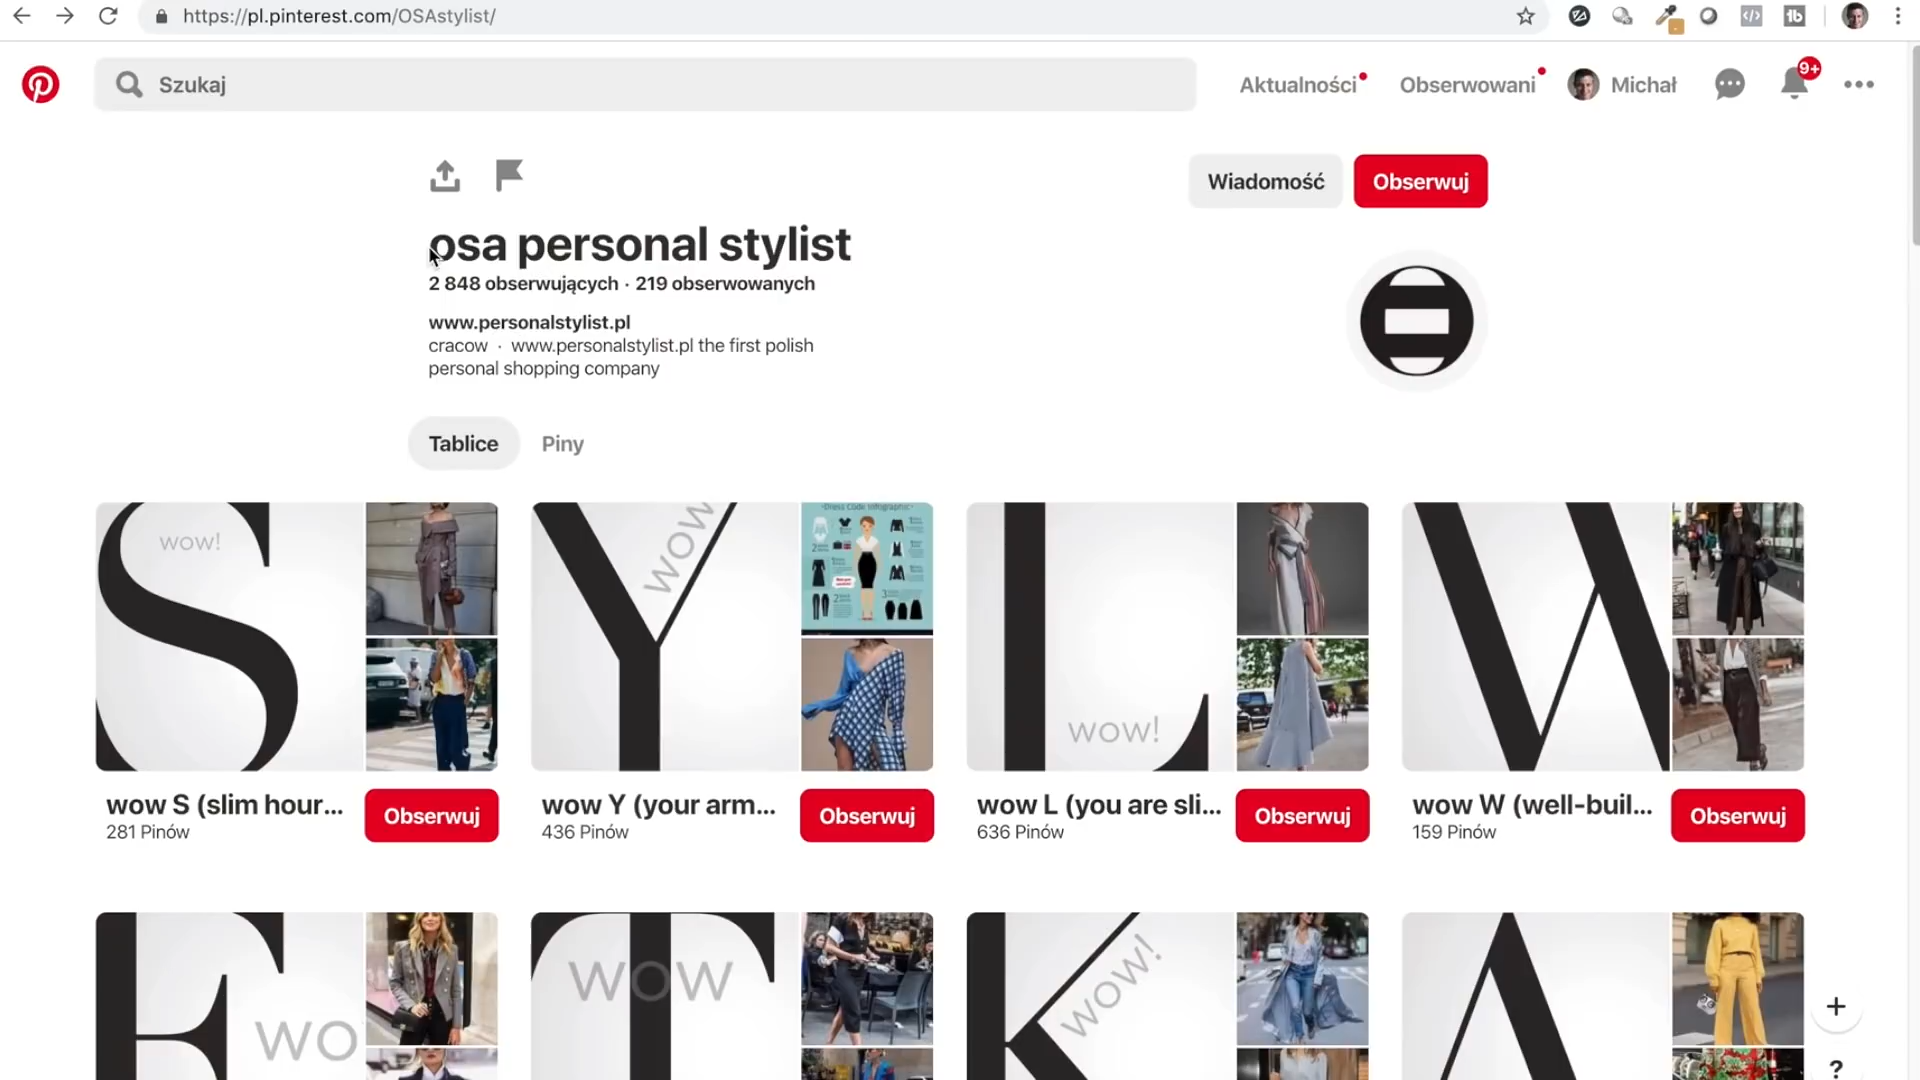 https://pl.pinterest.com/OSAstylist/
Szukaj
Aktualności
Obserwowani
Michał
9+
Wiadomość
Obserwuj
osa personal stylist
2 848 obserwujących · 219 obserwowanych
www.personalstylist.pl
cracow · www.personalstylist.pl the first polish
personal shopping company
Tablice
Piny
S
wow!
Y
wow
Dress Code Infographic
L
wow!
W
wow S (slim hour...
281 Pinów
Obserwuj
wow Y (your arm...
436 Pinów
Obserwuj
wow L (you are sli...
636 Pinów
Obserwuj
wow W (well-buil...
159 Pinów
Obserwuj
WO
T
WOW
K
wow!
A
+
?